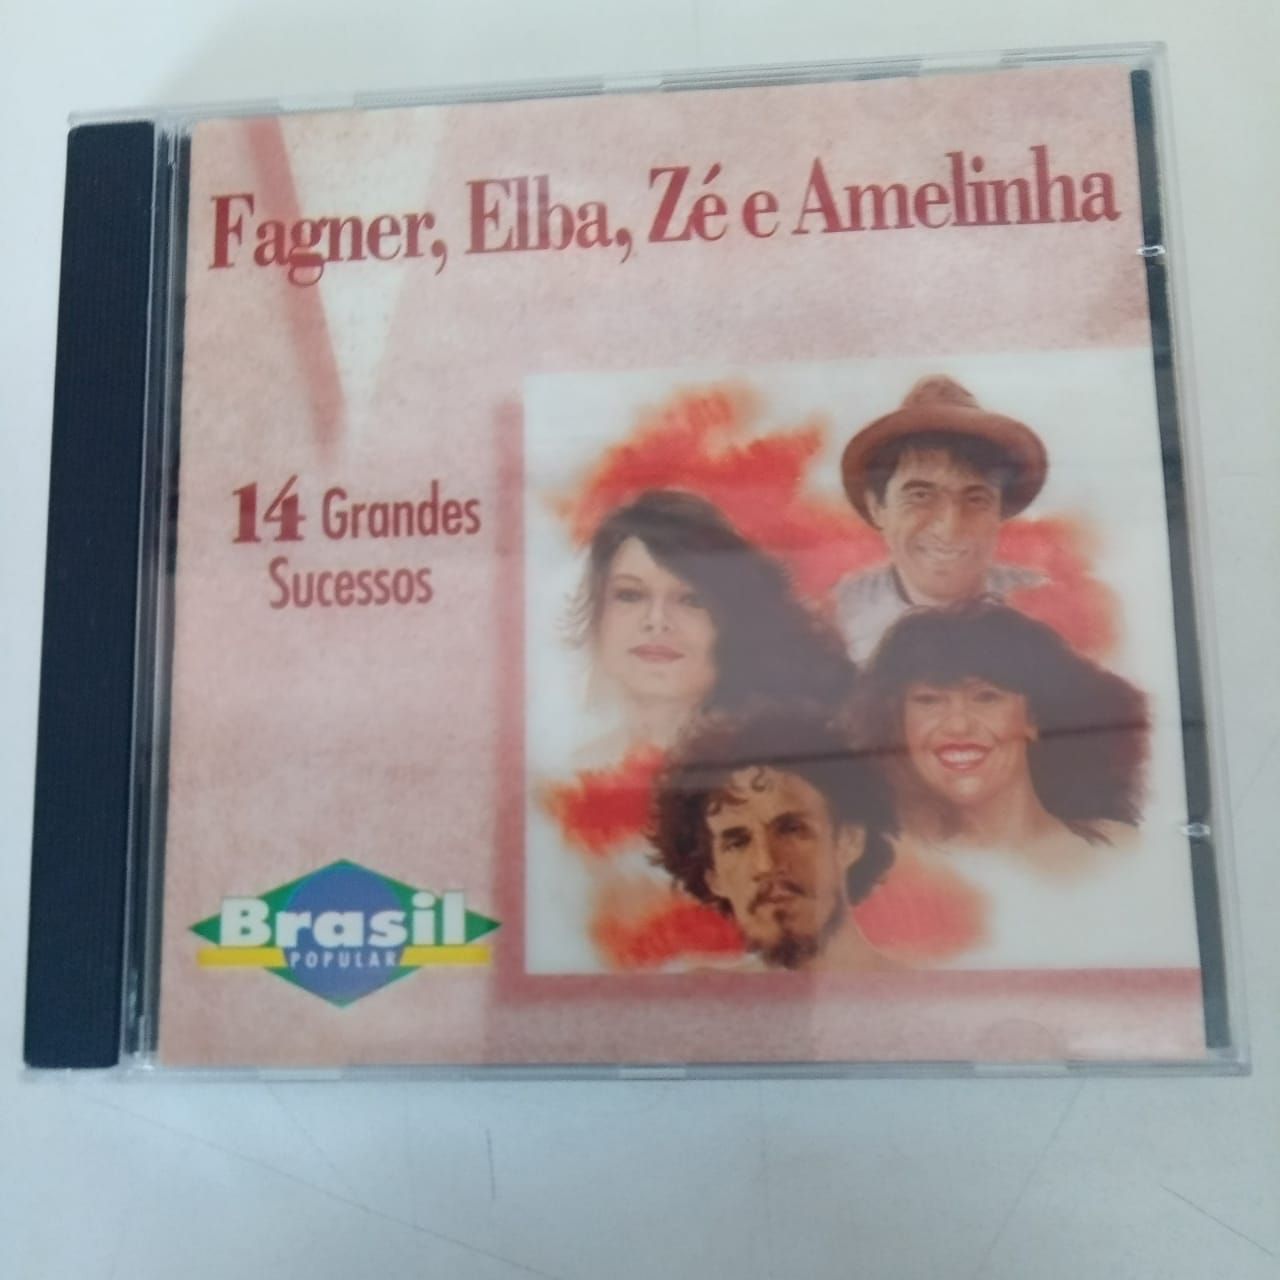 Fagner, Elba, Zé e Amelinha
14 Grandes
Sucessos
Brasil
POPULAR